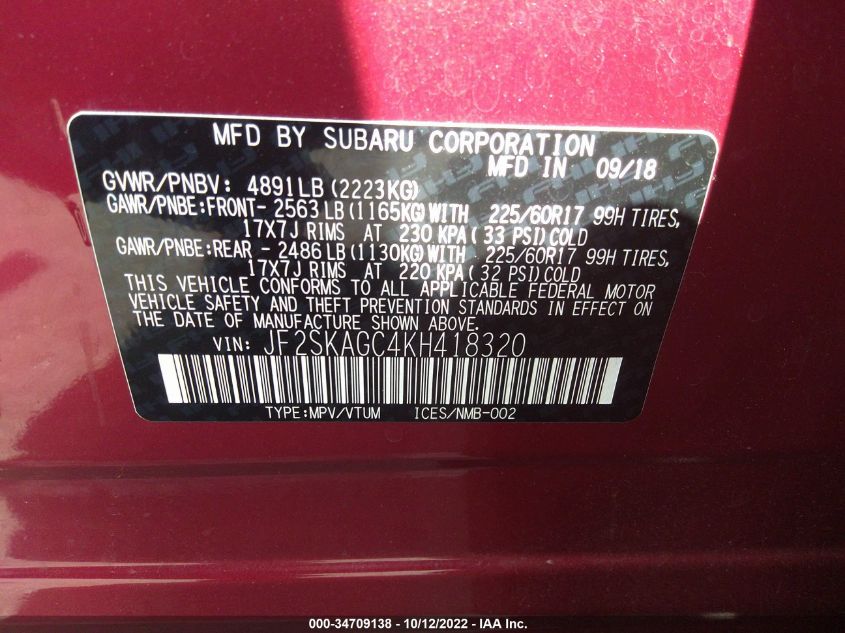 MFD BY SUBARU CORPORATION
MFD IN 09/18
GVWR/PNBV: 4891LB (2223KG)
GAWR/PNBE:FRONT- 2563 LB (1165KG) WITH 225/60R17 99H TIRES,
17X7J RIMS AT 230 KPA (33 PSI) COLD
GAWR/PNBE:REAR - 2486 LB (1130KG) WITH 225/60R17 99H TIRES,
17X7J RIMS AT 220 KPA (32 PSI) COLD
THIS VEHICLE CONFORMS TO ALL APPLICABLE FEDERAL MOTOR
VEHICLE SAFETY AND THEFT PREVENTION STANDARDS IN EFFECT ON
THE DATE OF MANUFACTURE SHOWN ABOVE.
VIN: JF2SKAGC4KH418320
TYPE:MPV/VTUM ICES/NMB-002
000-34709138 - 10/12/2022 - IAA Inc.